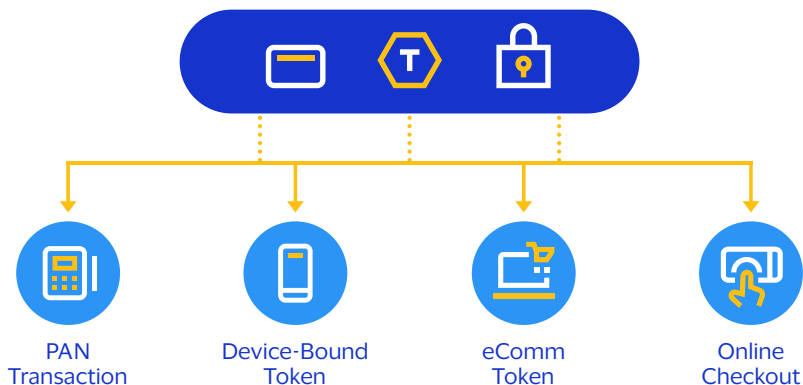 T
PAN
Transaction
Device-Bound
Token
eComm
Token
Online
Checkout